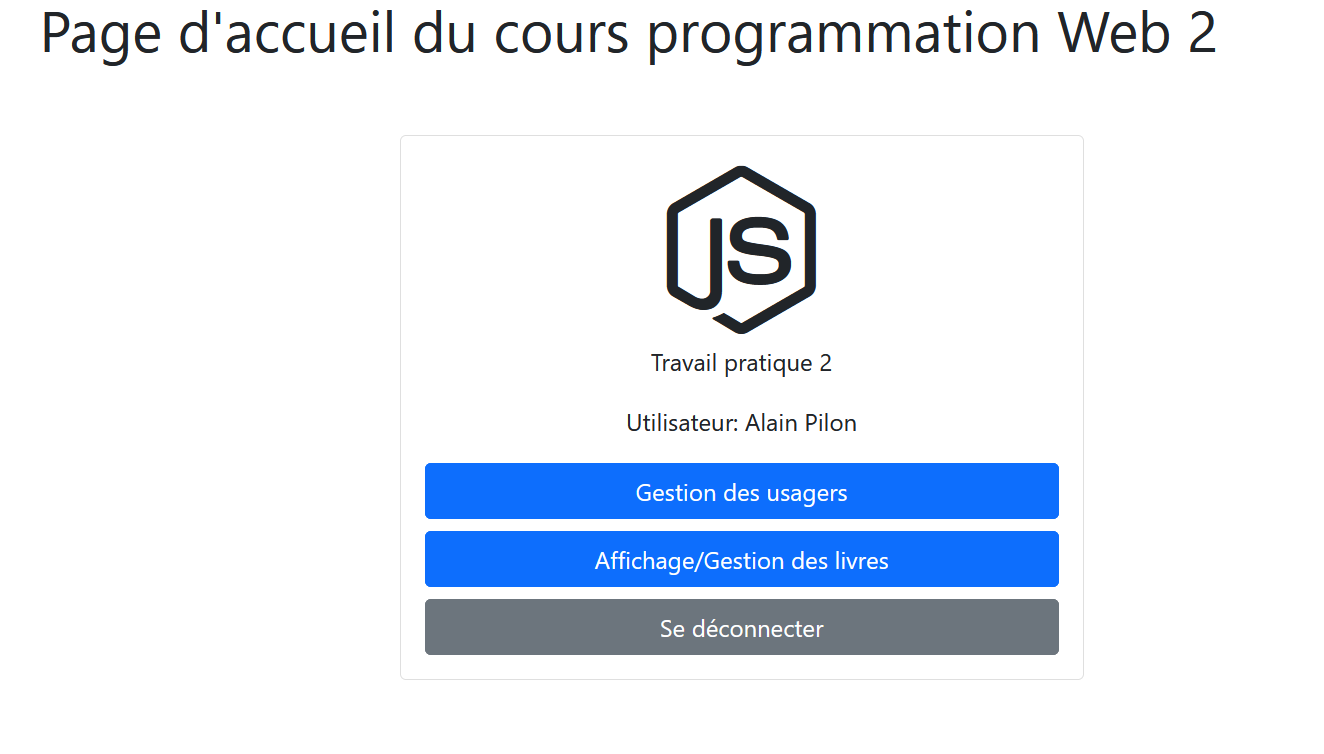 Page d'accueil du cours programmation Web 2
JS
Travail pratique 2
Utilisateur: Alain Pilon
Gestion des usagers
Affichage/Gestion des livres
Se déconnecter